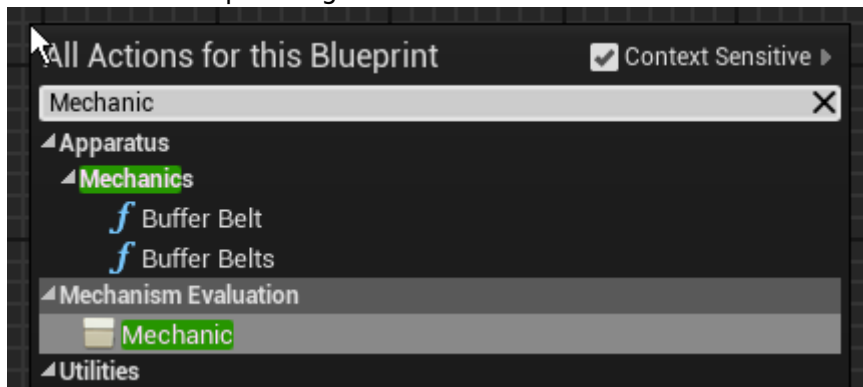 All Actions for this Blueprint Context Sensitive
Mechanic
Apparatus
Mechanics
f Buffer Belt
f Buffer Belts
Mechanism Evaluation
Mechanic
Utilities